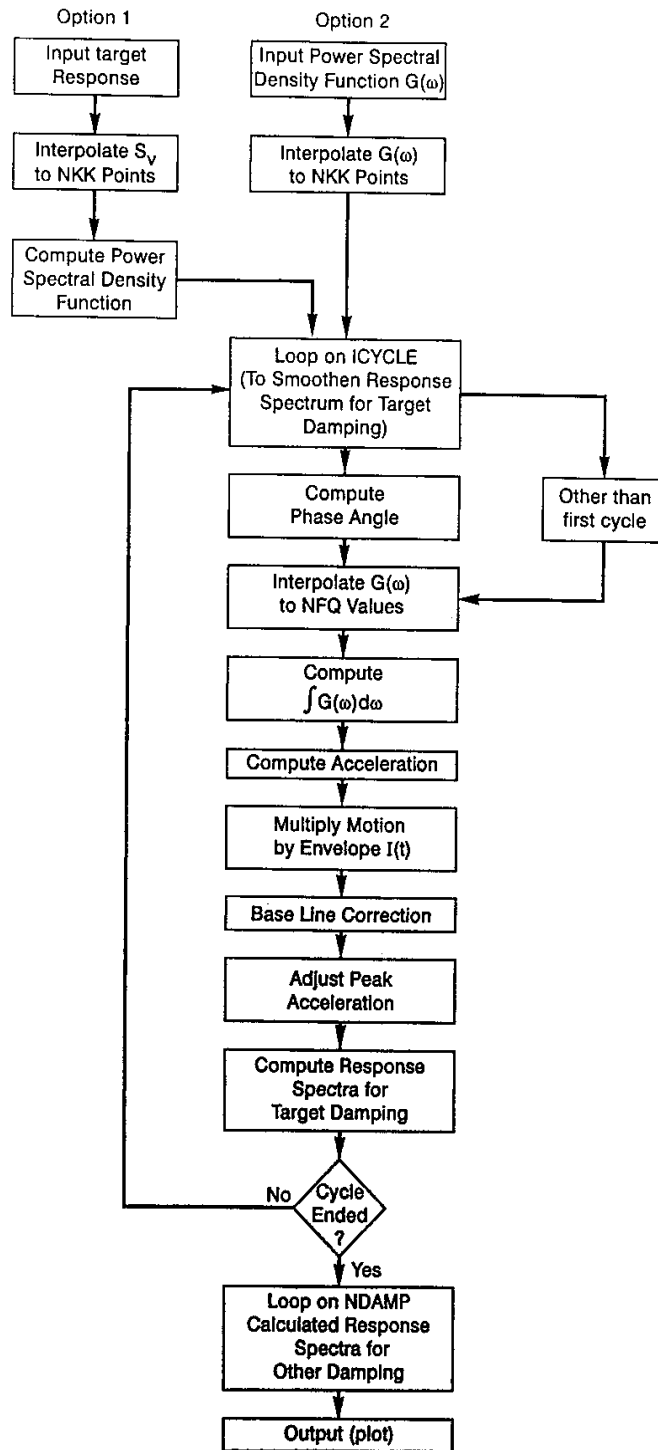 Option 1
Option 2
Input target
Response
Input Power Spectral
Density Function G(ω)
Interpolate Sv
to NKK Points
Interpolate G(ω)
to NKK Points
Compute Power
Spectral Density
Function
Loop on ICYCLE
(To Smoothen Response
Spectrum for Target
Damping)
Compute
Phase Angle
Other than
first cycle
Interpolate G(ω)
to NFQ Values
Compute
∫G(ω)dω
Compute Acceleration
Multiply Motion
by Envelope I(t)
Base Line Correction
Adjust Peak
Acceleration
Compute Response
Spectra for
Target Damping
No
Cycle
Ended
?
Yes
Loop on NDAMP
Calculated Response
Spectra for
Other Damping
Output (plot)